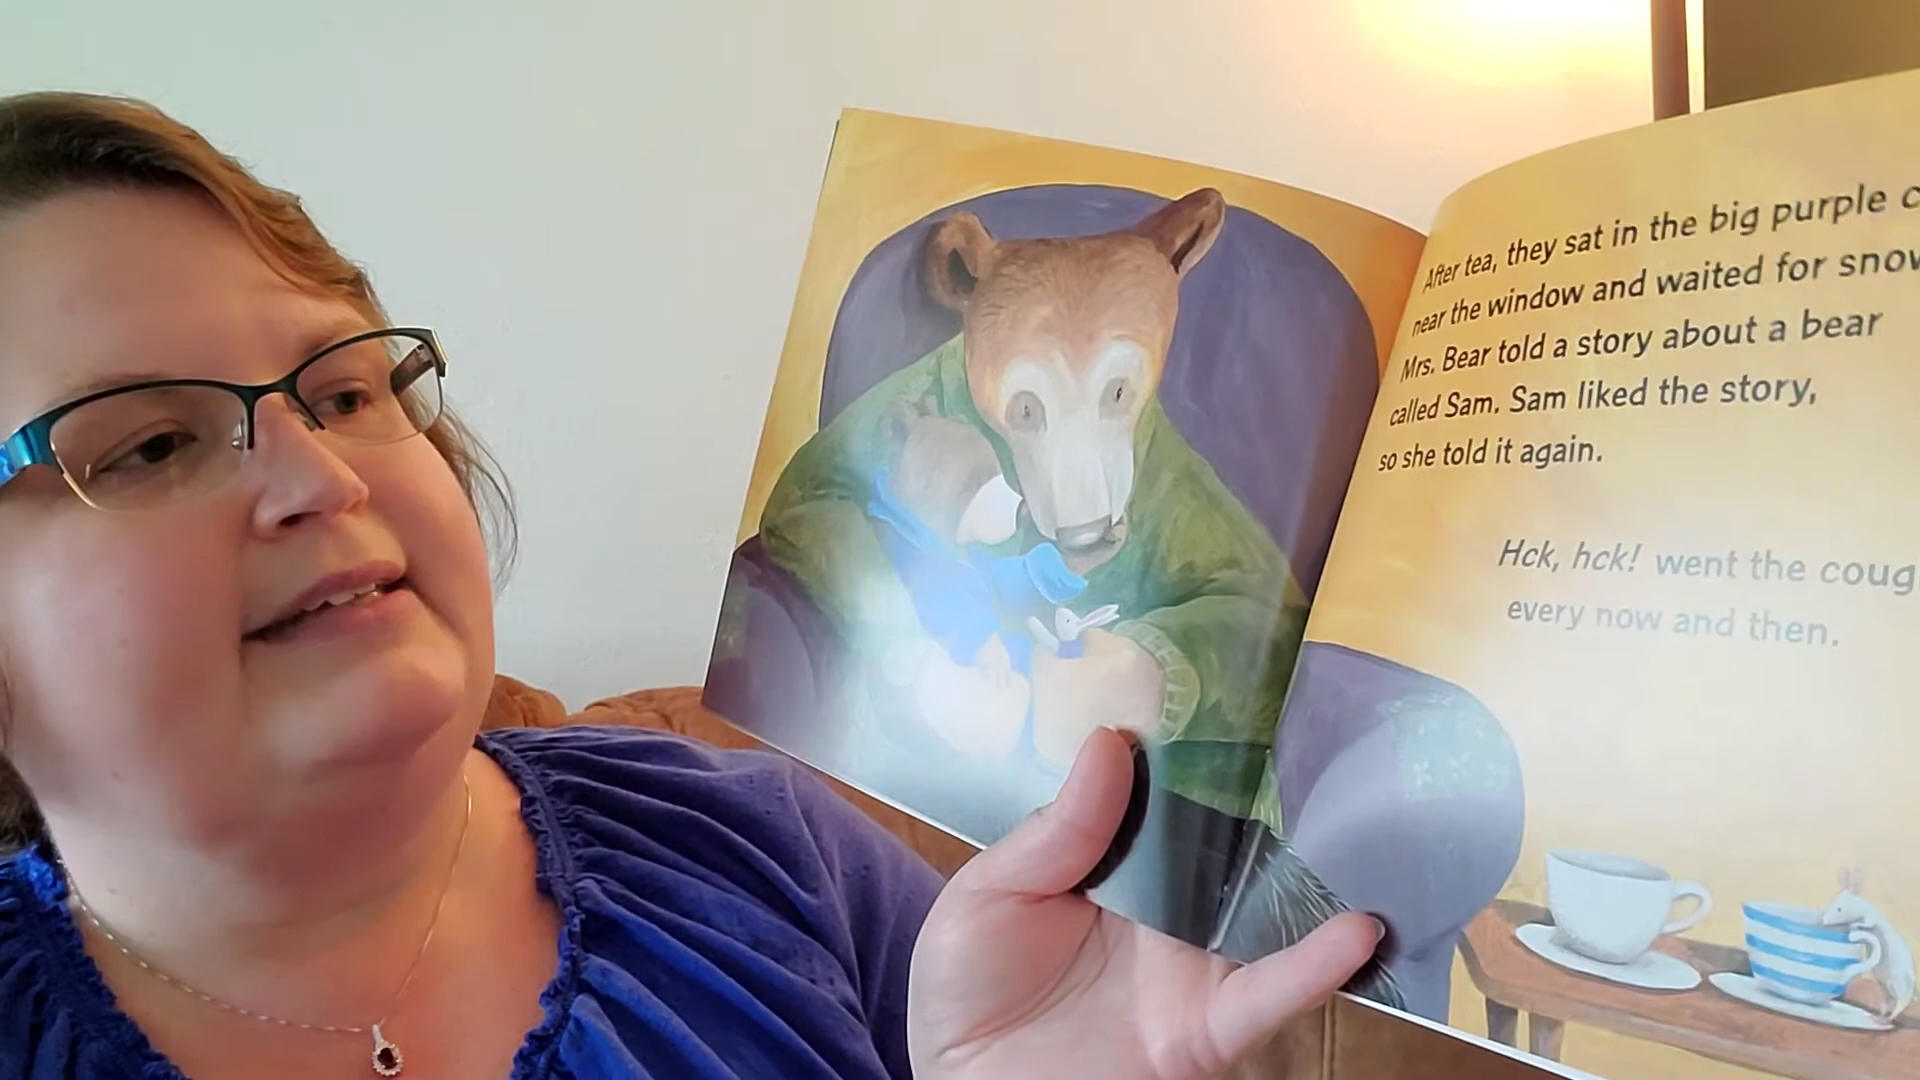 After tea, they sat in the big purple
near the window and waited for
Mrs. Bear told a story about a bear
called Sam. Sam liked the story,
so she told it again.
Hck, hck! went the
every now and then.